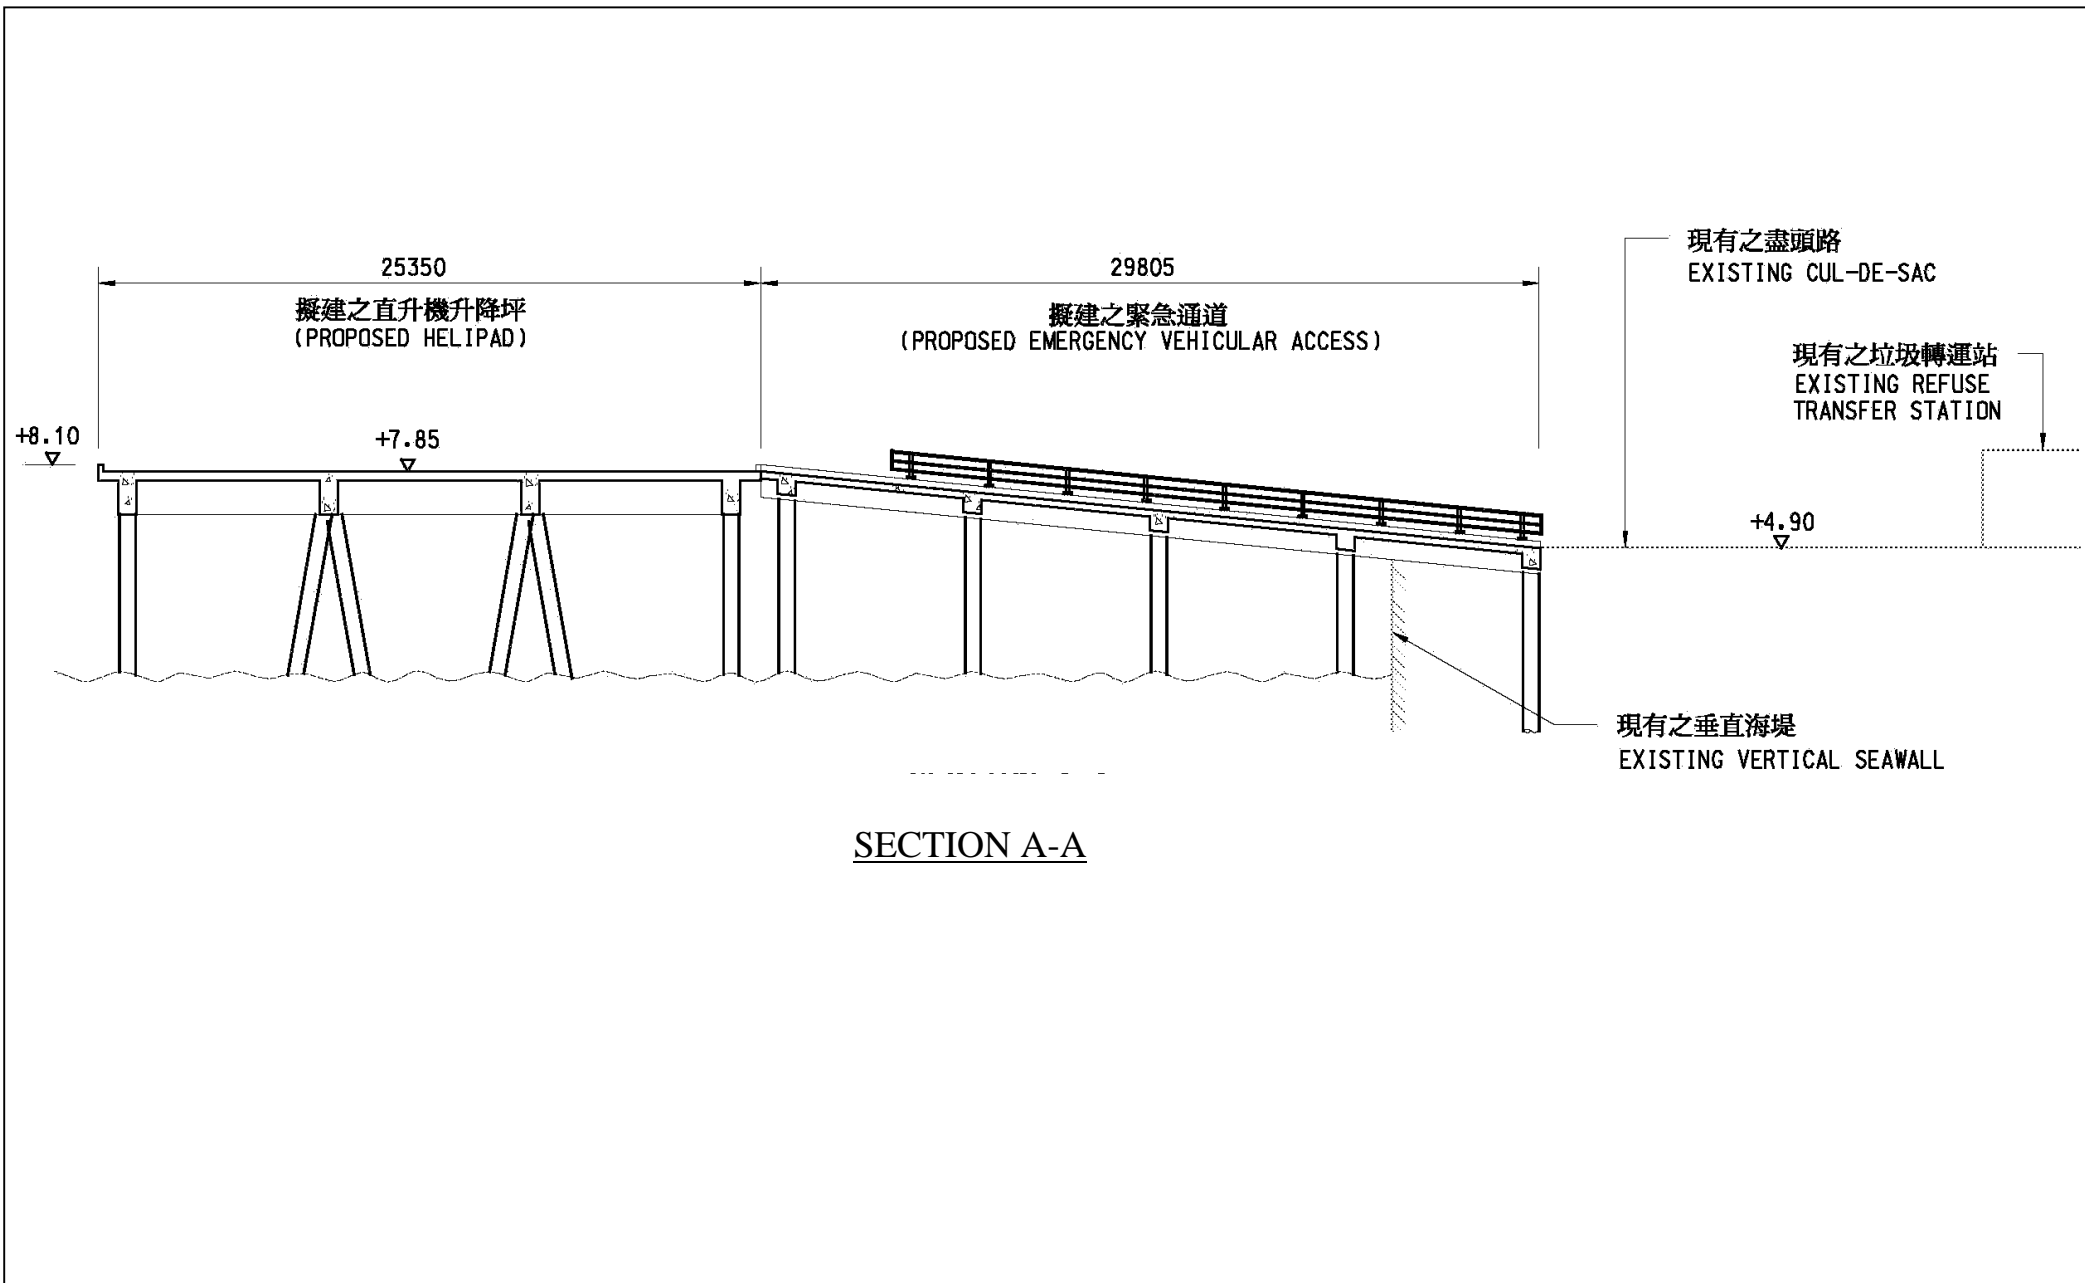 現有之盡頭路
EXISTING CUL-DE-SAC
25350
29805
擬建之直升機升降坪
(PROPOSED HELIPAD)
擬建之緊急通道
(PROPOSED EMERGENCY VEHICULAR ACCESS)
現有之垃圾轉運站
EXISTING REFUSE
TRANSFER STATION
+8.10
+7.85
+4.90
現有之垂直海堤
EXISTING VERTICAL SEAWALL
SECTION A-A